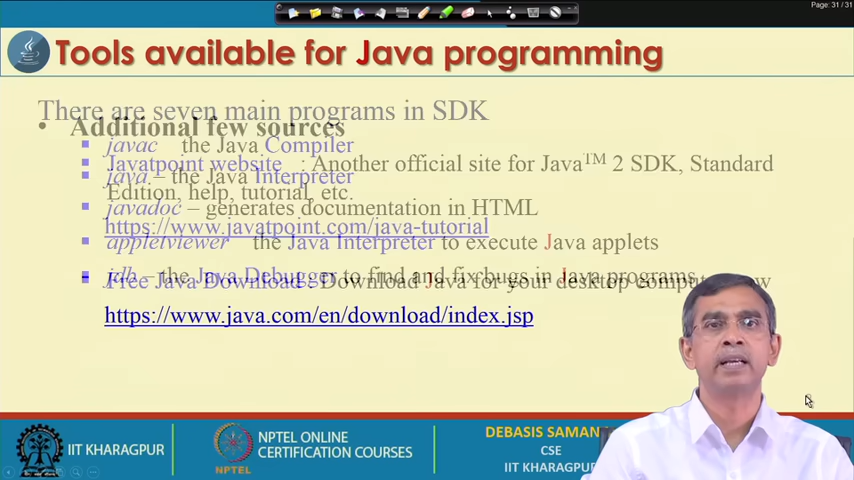 Page: 31 / 31
Tools available for Java programming
There are seven main programs in SDK
• Additional few sources
javac the Java Compiler
Javatpoint website : Another official site for Java™ 2 SDK, Standard
java – the Java Interpreter
Edition, help, tutorial, etc.
javadoc – generates documentation in HTML
https://www.javatpoint.com/java-tutorial
appletviewer the Java Interpreter to execute Java applets
jdb – the Java Debugger to find and fix bugs in Java programs
Free Java Download : Download Java for your desktop computer
https://www.java.com/en/download/index.jsp
IIT KHARAGPUR
NPTEL
NPTEL ONLINE
CERTIFICATION COURSES
DEBASIS SAMAN
CSE
IIT KHARAGPUR